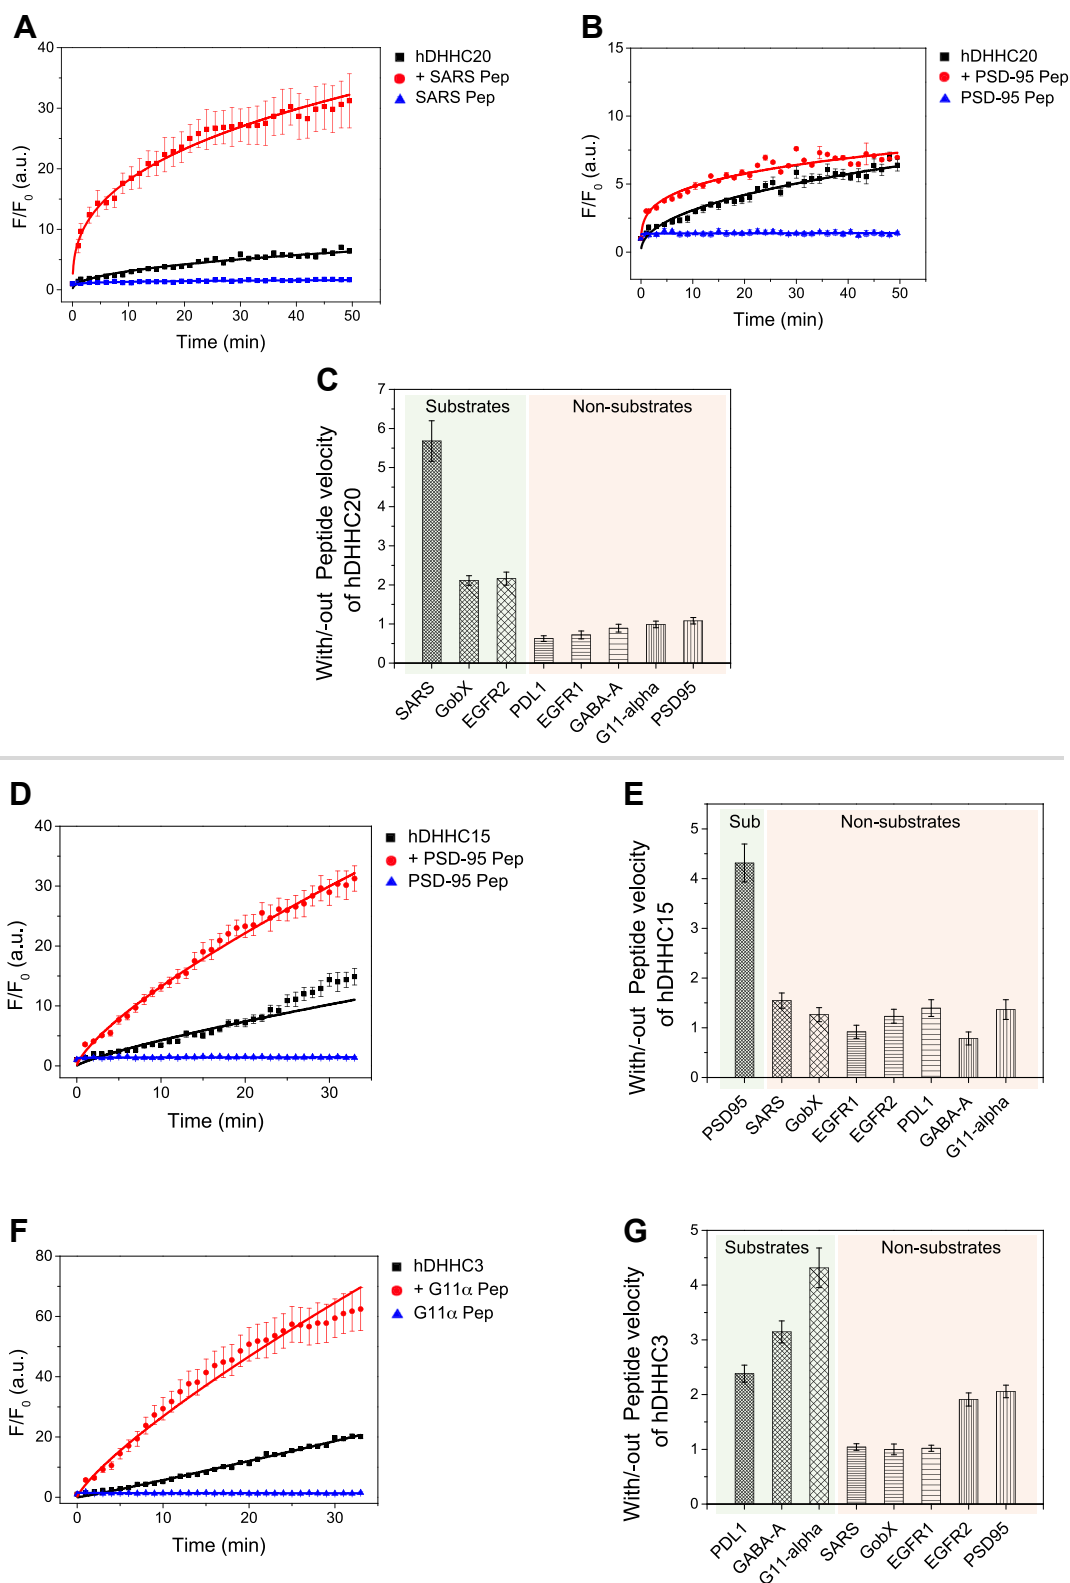 A
40
30
20
10
0
F/F0 (a.u.)
0 10 20 30 40 50
Time (min)
hDHHC20
+ SARS Pep
SARS Pep
B
15
10
5
0
F/F0 (a.u.)
0 10 20 30 40 50
Time (min)
hDHHC20
+ PSD-95 Pep
PSD-95 Pep
C
With/-out Peptide velocity
of hDHHC20
7
6
5
4
3
2
1
0
Substrates Non-substrates
SARS GobX EGFR2 PDL1 EGFR1 GABA-A G11-alpha PSD95
D
40
30
20
10
0
F/F0 (a.u.)
0 10 20 30
Time (min)
hDHHC15
+ PSD-95 Pep
PSD-95 Pep
E
With/-out Peptide velocity
of hDHHC15
5
4
3
2
1
0
Sub Non-substrates
PSD95 SARS GobX EGFR1 EGFR2 PDL1 GABA-A G11-alpha
F
80
60
40
20
0
F/F0 (a.u.)
0 10 20 30
Time (min)
hDHHC3
+ G11α Pep
G11α Pep
G
With/-out Peptide velocity
of hDHHC3
5
4
3
2
1
0
Substrates Non-substrates
PDL1 GABA-A G11-alpha SARS GobX EGFR1 EGFR2 PSD95